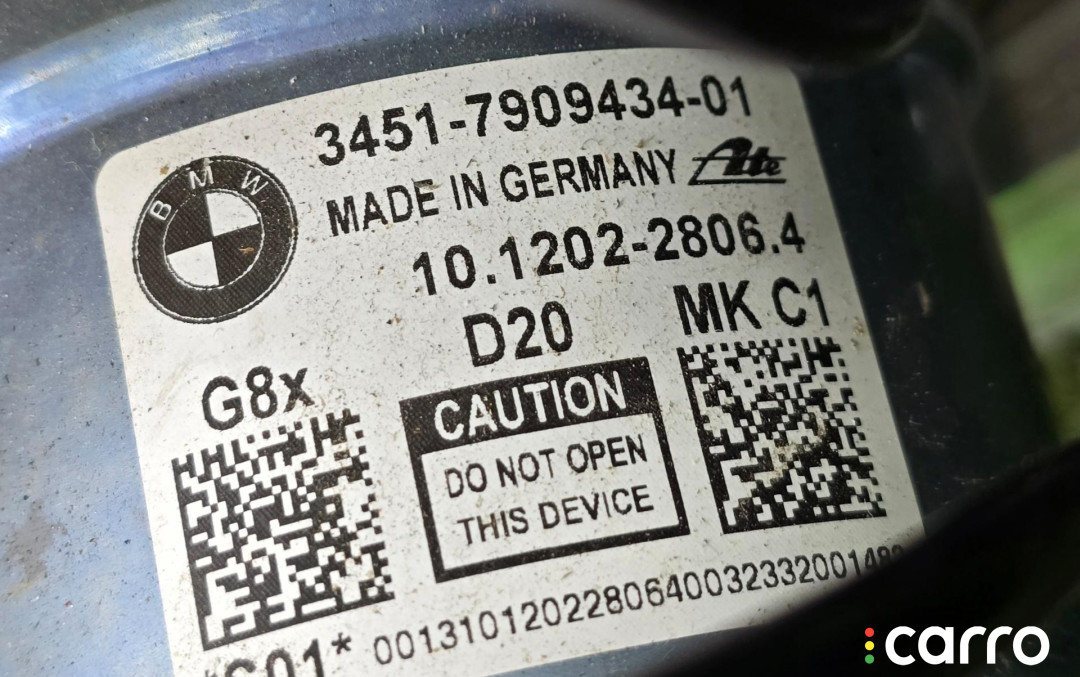 3451-7909434-01
BMW
MADE IN GERMANY Ate
10.1202-2806.4
D20
MK C1
G8x
CAUTION
DO NOT OPEN
THIS DEVICE
001310120228064003233200148
carro